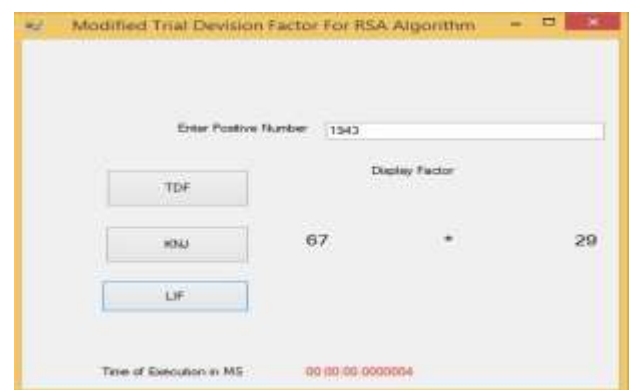 Modified Trial Devision Factor For RSA Algorithm
Enter Positive Number 1943
Display Factor
TDF
KNJ 67 * 29
LIF
Time of Execution in MS 00:00:00.0000004